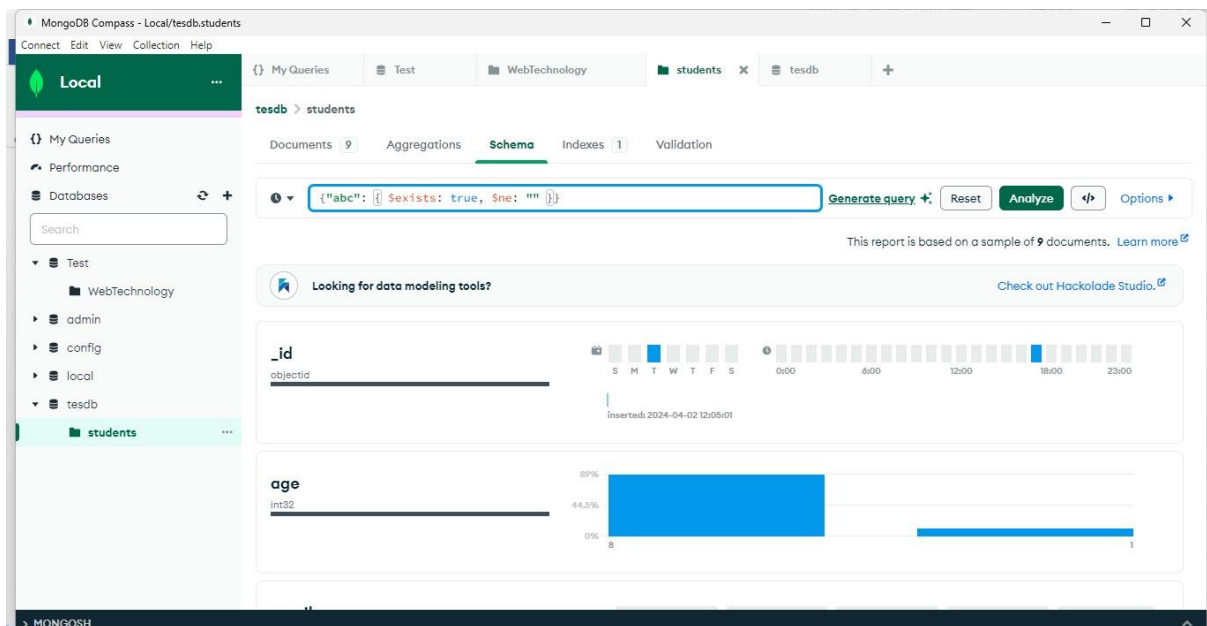 MongoDB Compass - Local/tesdb.students
Connect Edit View Collection Help
Local ...
{} My Queries
Test
WebTechnology
students
tesdb
tesdb > students
{} My Queries
Performance
Databases
Search
Test
WebTechnology
admin
config
local
tesdb
students ...
Documents 9 Aggregations Schema Indexes 1 Validation
{"abc": { $exists: true, $ne: "" }}
Generate query Reset Analyze </> Options
This report is based on a sample of 9 documents. Learn more
Looking for data modeling tools? Check out Hackolade Studio.
_id
objectid
S M T W T F S 0:00 6:00 12:00 18:00 23:00
inserted: 2024-04-02 12:05:01
age
int32
89%
44.5%
0%
8 1
>MONGOSH